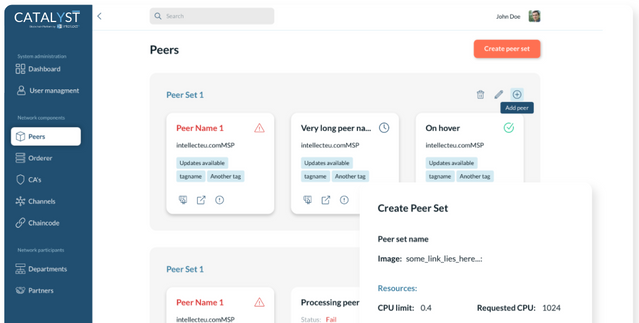 CATALYST
Search
John Doe
System administration
Dashboard
User managment
Network components
Peers
Orderer
CA's
Channels
Chaincode
Network participants
Departments
Partners
Peers
Create peer set
Peer Set 1
Add peer
Peer Name 1
intellecteu.comMSP
Updates available
tagname Another tag
Very long peer na...
intellecteu.comMSP
Updates available
tagname Another tag
On hover
intellecteu.comMSP
Updates available
tagname Another tag
Peer Set 1
Peer Name 1
intellecteu.comMSP
Processing peer
Status: Fail
Create Peer Set
Peer set name
Image: some_link_lies_here...:
Resources:
CPU limit: 0.4 Requested CPU: 1024